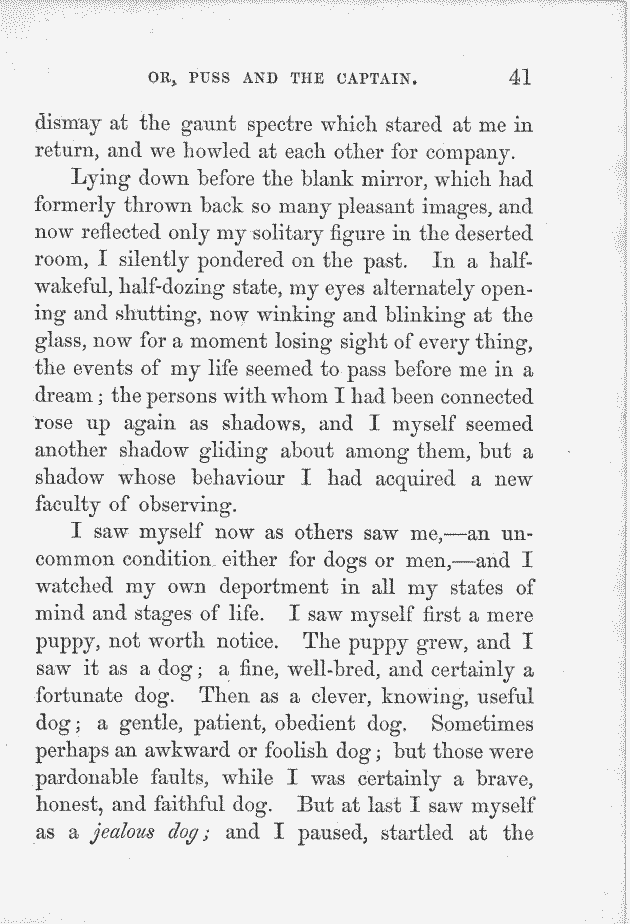 OR, PUSS AND THE CAPTAIN. 41
dismay at the gaunt spectre which stared at me in
return, and we howled at each other for company.
Lying down before the blank mirror, which had
formerly thrown back so many pleasant images, and
now reflected only my solitary figure in the deserted
room, I silently pondered on the past. In a half-
wakeful, half-dozing state, my eyes alternately open-
ing and shutting, now winking and blinking at the
glass, now for a moment losing sight of every thing,
the events of my life seemed to pass before me in a
dream; the persons with whom I had been connected
rose up again as shadows, and I myself seemed
another shadow gliding about among them, but a
shadow whose behaviour I had acquired a new
faculty of observing.
I saw myself now as others saw me,—an un-
common condition either for dogs or men,—and I
watched my own deportment in all my states of
mind and stages of life. I saw myself first a mere
puppy, not worth notice. The puppy grew, and I
saw it as a dog; a fine, well-bred, and certainly a
fortunate dog. Then as a clever, knowing, useful
dog; a gentle, patient, obedient dog. Sometimes
perhaps an awkward or foolish dog; but those were
pardonable faults, while I was certainly a brave,
honest, and faithful dog. But at last I saw myself
as a jealous dog; and I paused, startled at the